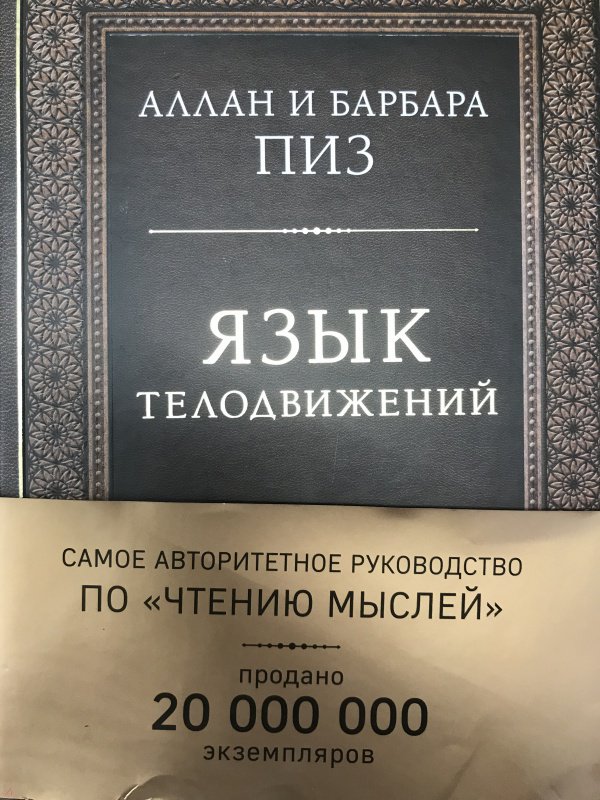 АЛЛАН И БАРБАРА
ПИЗ
ЯЗЫК
ТЕЛОДВИЖЕНИЙ
САМОЕ АВТОРИТЕТНОЕ РУКОВОДСТВО
ПО «ЧТЕНИЮ МЫСЛЕЙ»
продано
20 000 000
экземпляров